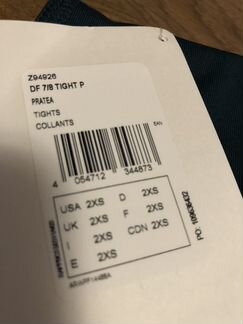 Z94926
DF 7/8 TIGHT P
PRATEA
TIGHTS
COLLANTS
EAN
4 054712 344873
USA 2XS D 2XS
UK 2XS F 2XS
I 2XS CDN 2XS
E 2XS